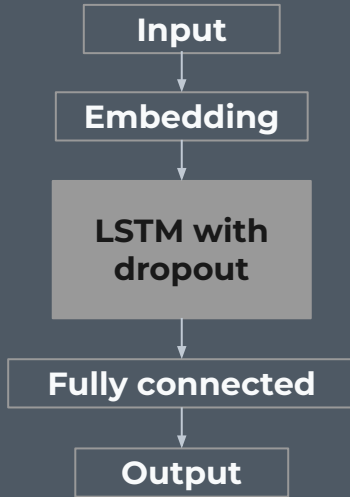 Input
Embedding
LSTM with
dropout
Fully connected
Output